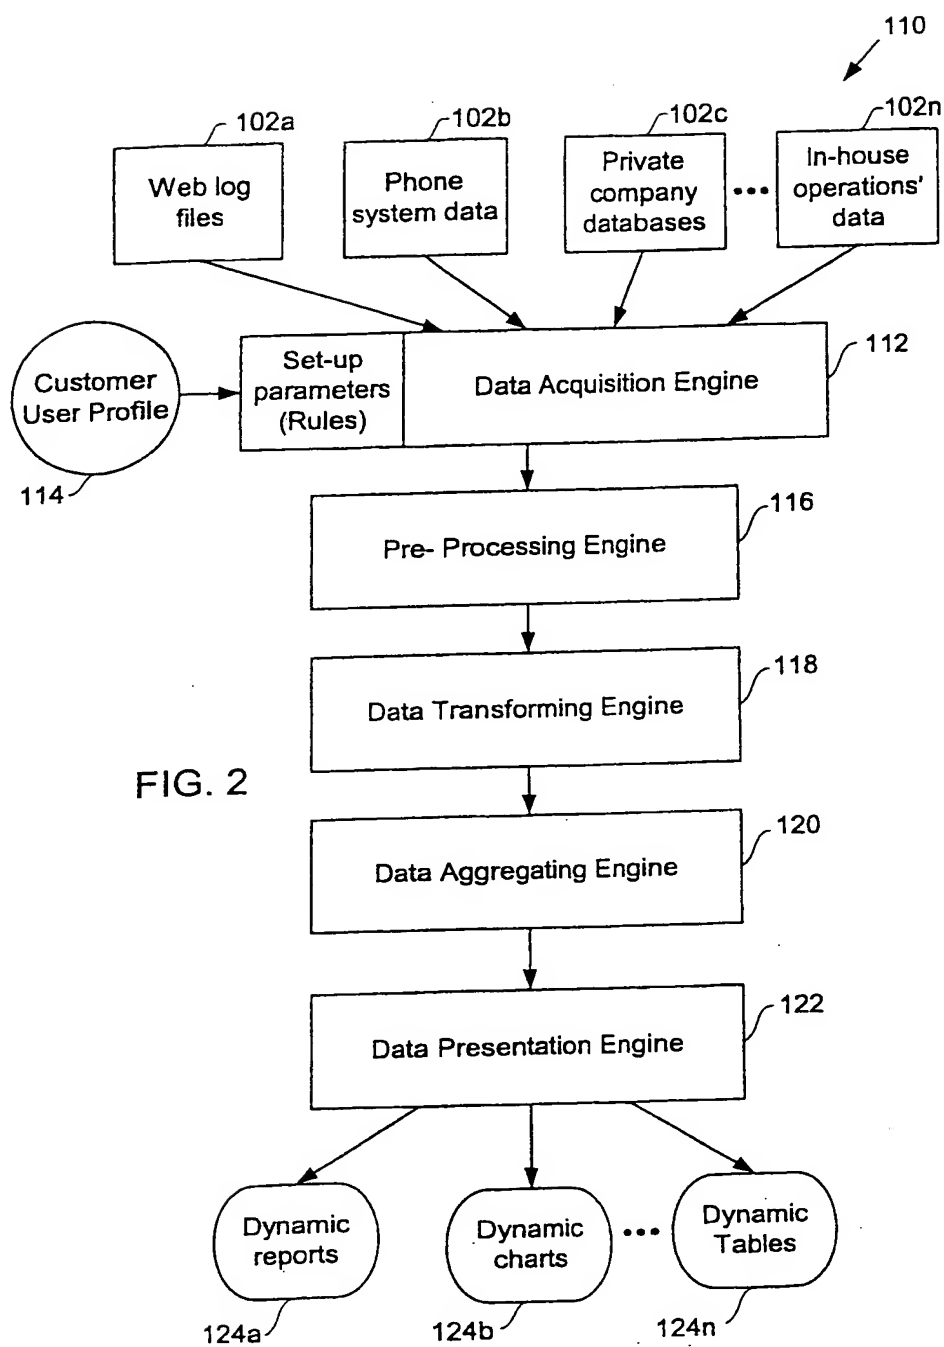 110
102a
102b
102c
102n
Web log
files
Phone
system data
Private
company
databases
In-house
operations'
data
Customer
User Profile
114
Set-up
parameters
(Rules)
Data Acquisition Engine
112
Pre- Processing Engine
116
Data Transforming Engine
118
FIG. 2
Data Aggregating Engine
120
Data Presentation Engine
122
Dynamic
reports
Dynamic
charts
Dynamic
Tables
124a
124b
124n